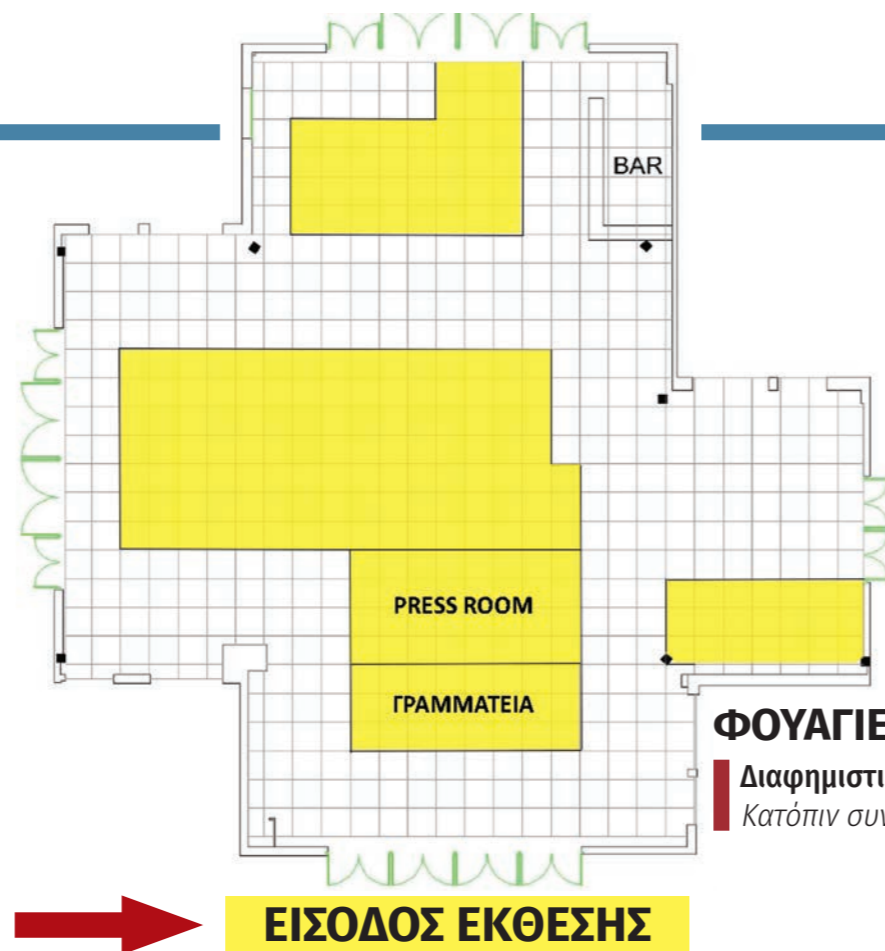 BAR
PRESS ROOM
ΓΡΑΜΜΑΤΕΙΑ
ΦΟΥΑΓΙΕ
Διαφημιστι
Κατόπιν συν
ΕΙΣΟΔΟΣ ΕΚΘΕΣΗΣ